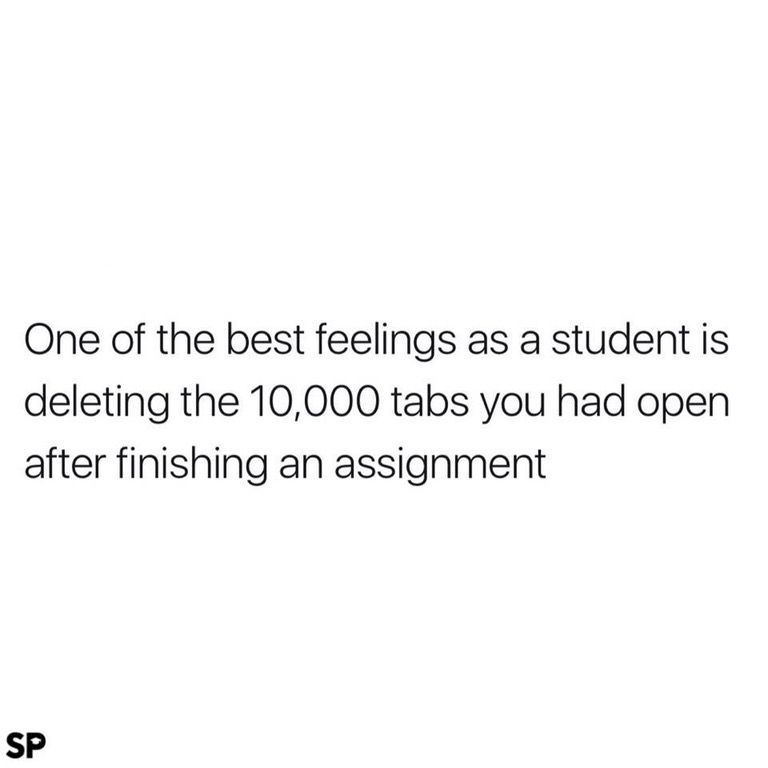 One of the best feelings as a student is
deleting the 10,000 tabs you had open
after finishing an assignment
SP